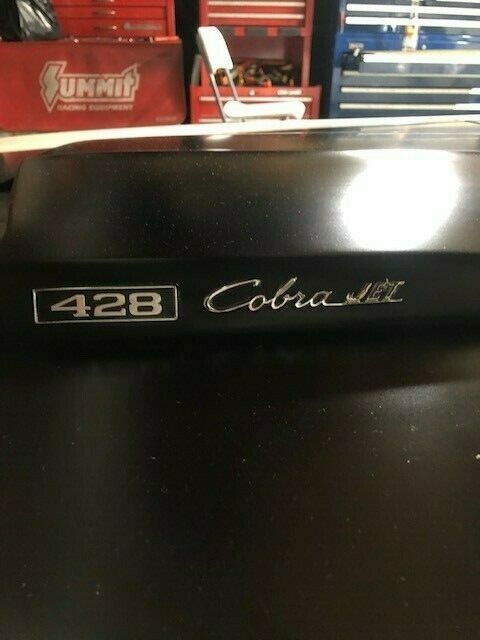 SUMMIT
RACING EQUIPMENT
428 Cobra JET